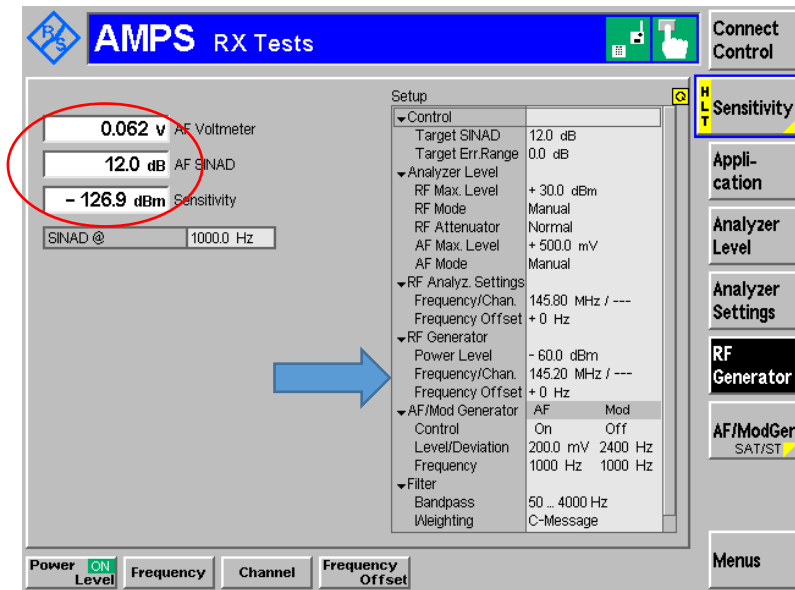 R/S
AMPS RX Tests
Connect
Control
HLT
Sensitivity
Appli-
cation
Analyzer
Level
Analyzer
Settings
RF
Generator
AF/ModGer
SAT/ST
Menus
0.062 V AF Voltmeter
12.0 dB AF SINAD
– 126.9 dBm Sensitivity
SINAD @ 1000.0 Hz
Setup
Control
Target SINAD 12.0 dB
Target Err.Range 0.0 dB
Analyzer Level
RF Max. Level + 30.0 dBm
RF Mode Manual
RF Attenuator Normal
AF Max. Level + 500.0 mV
AF Mode Manual
RF Analyz. Settings
Frequency/Chan. 145.80 MHz / ---
Frequency Offset + 0 Hz
RF Generator
Power Level - 60.0 dBm
Frequency/Chan. 145.20 MHz / ---
Frequency Offset + 0 Hz
AF/Mod Generator AF Mod
Control On Off
Level/Deviation 200.0 mV 2400 Hz
Frequency 1000 Hz 1000 Hz
Filter
Bandpass 50 ... 4000 Hz
Weighting C-Message
Power ON
Level
Frequency
Channel
Frequency
Offset